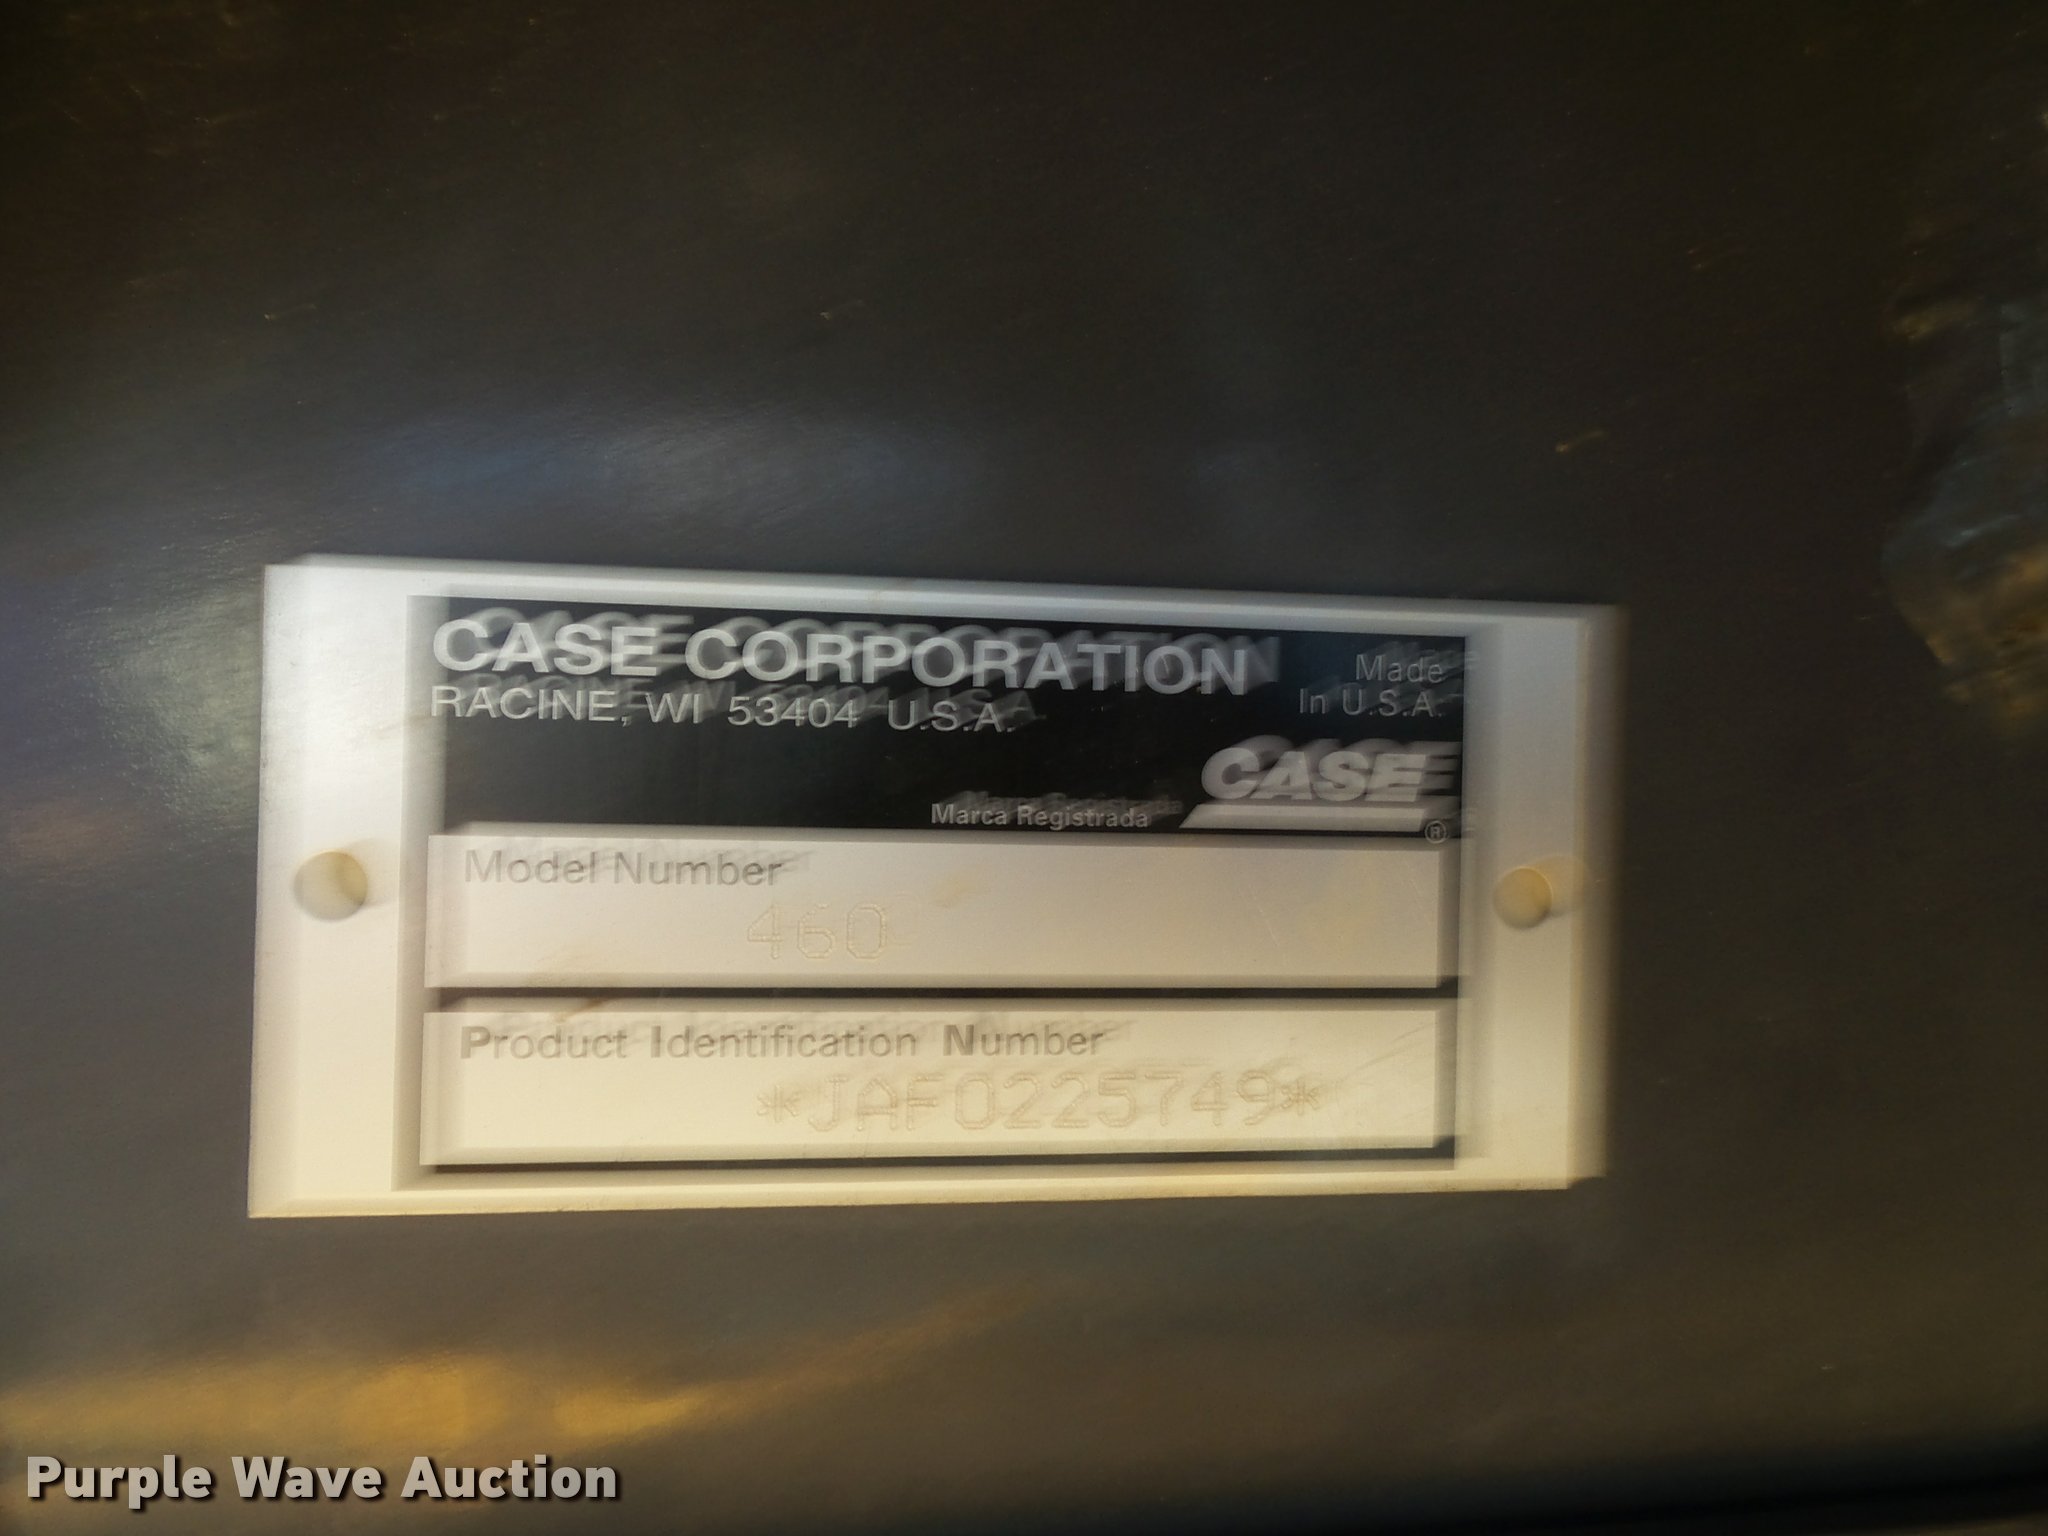 CASE CORPORATION
RACINE, WI 53404 U.S.A.
Made
In U.S.A.
CASE
Marca Registrada
®
Model Number
460
Product Identification Number
*JAF0225749*
Purple Wave Auction